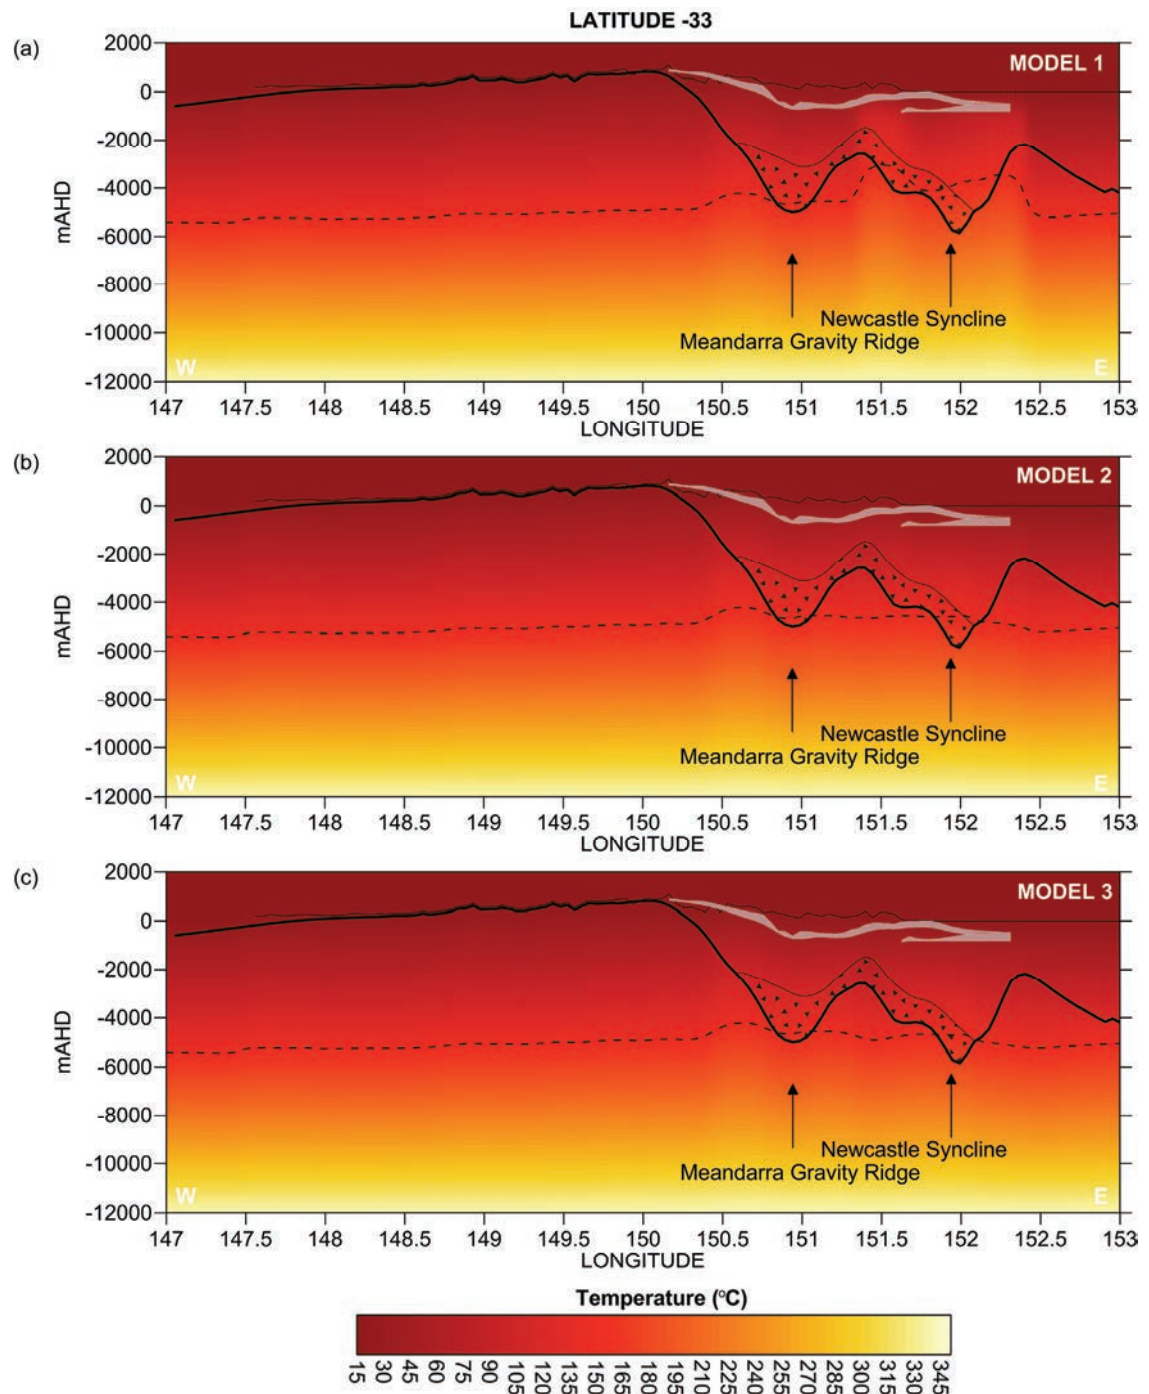 LATITUDE -33
(a)
MODEL 1
2000
0
-2000
-4000
-6000
-8000
-10000
-12000
mAHD
Newcastle Syncline
Meandarra Gravity Ridge
W
E
147 147.5 148 148.5 149 149.5 150 150.5 151 151.5 152 152.5 153
LONGITUDE
(b)
MODEL 2
2000
0
-2000
-4000
-6000
-8000
-10000
-12000
mAHD
Newcastle Syncline
Meandarra Gravity Ridge
W
E
147 147.5 148 148.5 149 149.5 150 150.5 151 151.5 152 152.5 153
LONGITUDE
(c)
MODEL 3
2000
0
-2000
-4000
-6000
-8000
-10000
-12000
mAHD
Newcastle Syncline
Meandarra Gravity Ridge
W
E
147 147.5 148 148.5 149 149.5 150 150.5 151 151.5 152 152.5 153
LONGITUDE
Temperature (°C)
15 30 45 60 75 90 105 120 135 150 165 180 195 210 225 240 255 270 285 300 315 330 345